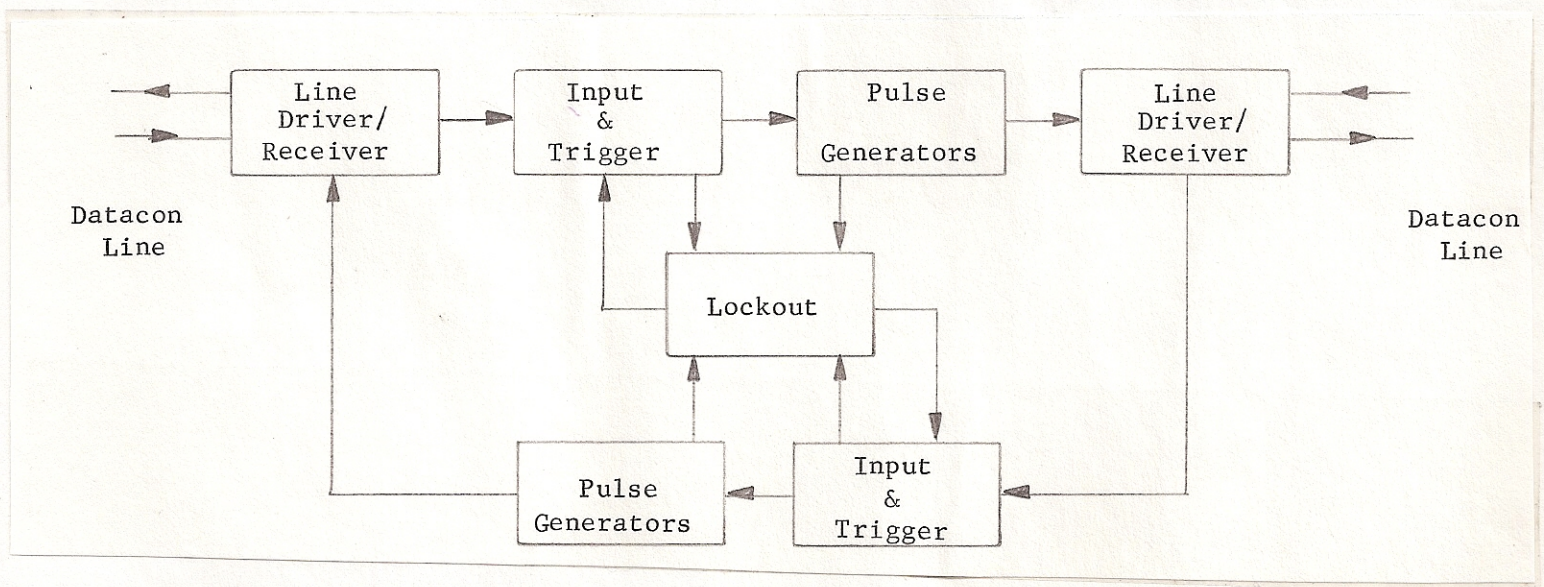 Line
Driver/
Receiver
Input
&
Trigger
Pulse
Generators
Line
Driver/
Receiver
Datacon
Line
Datacon
Line
Lockout
Pulse
Generators
Input
&
Trigger